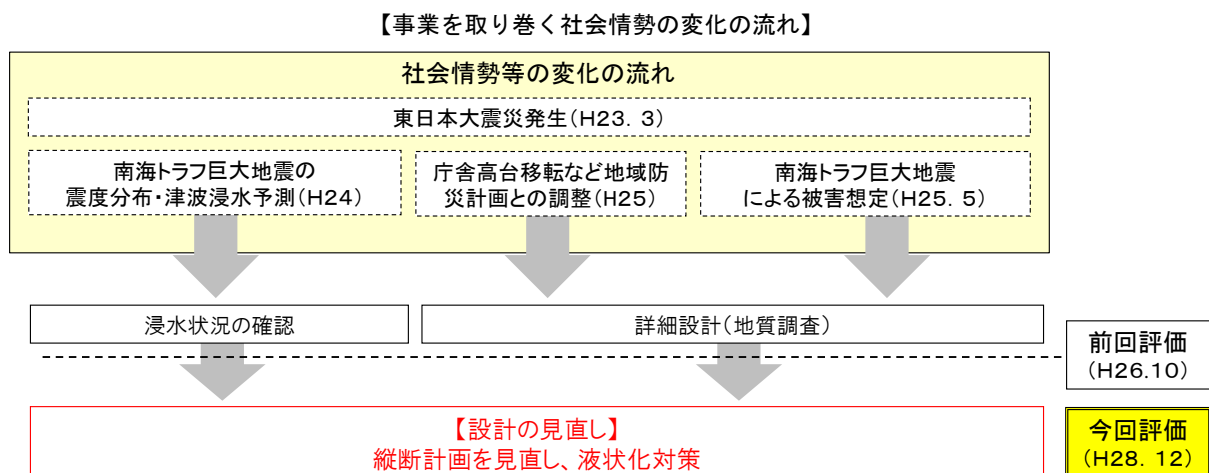 【事業を取り巻く社会情勢の変化の流れ】
社会情勢等の変化の流れ
東日本大震災発生(H23. 3)
南海トラフ巨大地震の
震度分布・津波浸水予測(H24)
庁舎高台移転など地域防
災計画との調整(H25)
南海トラフ巨大地震
による被害想定(H25. 5)
浸水状況の確認
詳細設計(地質調査)
前回評価
(H26.10)
【設計の見直し】
縦断計画を見直し、液状化対策
今回評価
(H28. 12)